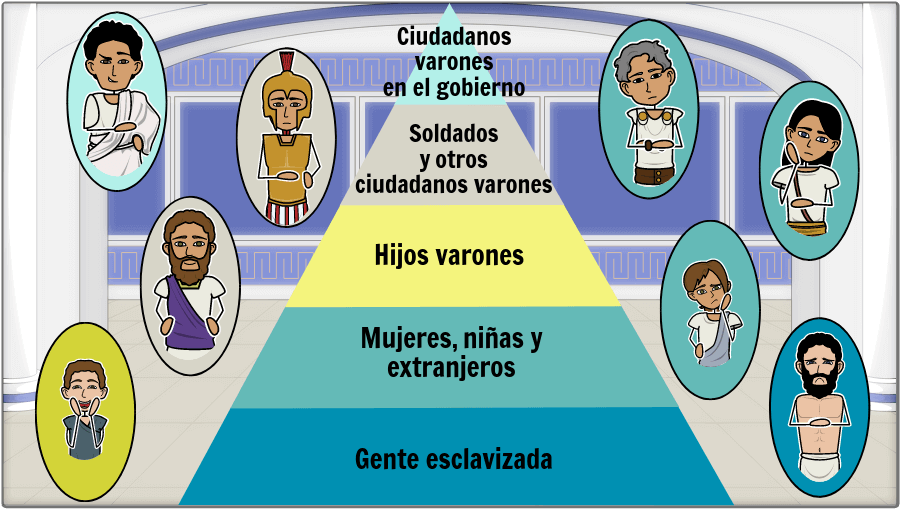 Ciudadanos
varones
en el gobierno
Soldados
y otros
ciudadanos varones
Hijos varones
Mujeres, niñas y
extranjeros
Gente esclavizada